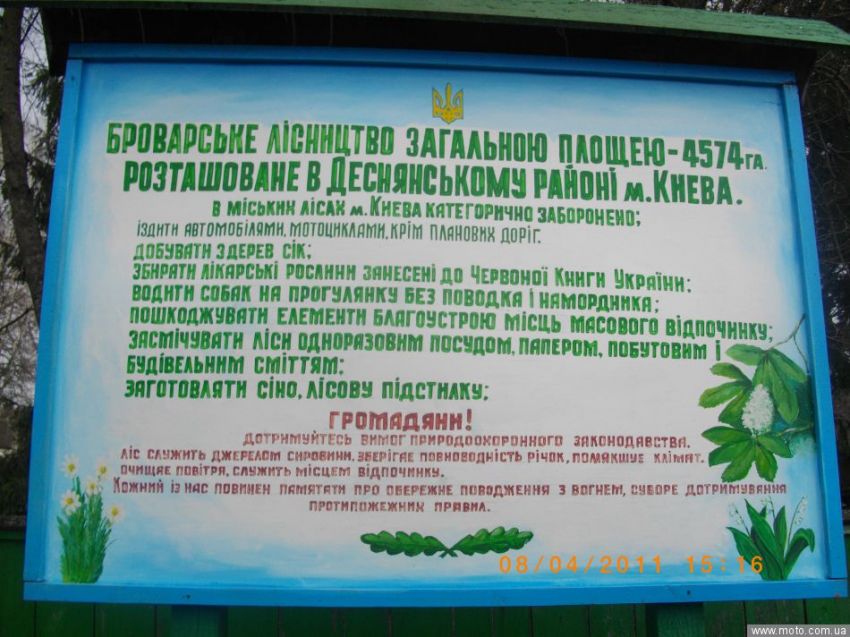 БРОВАРСЬКЕ ЛІСНИЦТВО ЗАГАЛЬНОЮ ПЛОЩЕЮ-4574ГА.
РОЗТАШОВАНЕ В ДЕСНЯНСЬКОМУ РАЙОНІ М.КИЕВА.
В МІСЬКИХ ЛІСАХ М.КИЕВА КАТЕГОРИЧНО ЗАБОРОНЕНО;
ІЗДИТИ АВТОМОБІЛЯМИ, МОТОЦИКЛАМИ, КРІМ ПЛАНОВИХ ДОРІГ.
ДОБУВАТИ ЗДЕРЕВ СІК;
ЗБИРАТИ ЛІКАРСЬКІ РОСЛИНИ ЗАНЕСЕНІ ДО ЧЕРВОНОЇ КНИГИ УКРАЇНИ;
ВОДИТИ СОБАК НА ПРОГУЛЯНКУ БЕЗ ПОВОДКА І НАМОРДНИКА;
ПОШКОДЖУВАТИ ЕЛЕМЕНТИ БЛАГОУСТРОЮ МІСЦЬ МАСОВОГО ВІДПОЧИНКУ;
ЗАСМІЧУВАТИ ЛІСИ ОДНОРАЗОВИМ ПОСУДОМ, ПАПЕРОМ, ПОБУТОВИМ І
БУДІВЕЛЬНИМ СМІТТЯМ;
ЗАГОТОВЛЯТИ СІНО, ЛІСОВУ ПІДСТИЛКУ;
ГРОМАДЯНИ!
ДОТРИМУЙТЕСЬ ВИМОГ ПРИРОДООХОРОННОГО ЗАКОНОДАВСТВА.
ЛІС СЛУЖИТЬ ДЖЕРЕЛОМ СИРОВИНИ, ЗБЕРІГАЄ ПОВНОВОДНІСТЬ РІЧОК, ПОМЯКШУЄ КЛІМАТ.
ОЧИЩАЄ ПОВІТРЯ, СЛУЖИТЬ МІСЦЕМ ВІДПОЧИНКУ.
КОЖНИЙ ІЗ НАС ПОВИНЕН ПАМЯТАТИ ПРО ОБЕРЕЖНЕ ПОВОДЖЕННЯ З ВОГНЕМ, СУВОРЕ ДОТРИМУВАННЯ
ПРОТИПОЖЕЖНИХ ПРАВИЛ.
08/04/2011 15:16
www.moto.com.ua